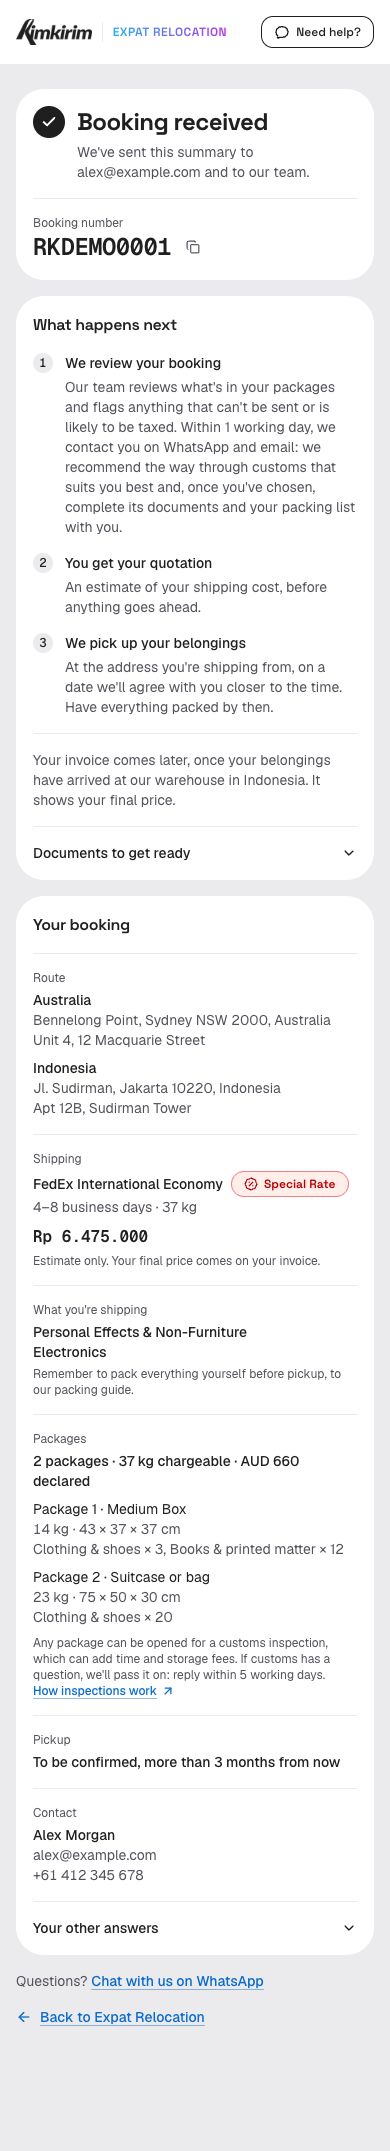 Kimkirim
EXPAT RELOCATION
Need help?
Booking received
We've sent this summary to
alex@example.com and to our team.
Booking number
RKDEMO0001
What happens next
1 We review your booking
Our team reviews what's in your packages
and flags anything that can't be sent or is
likely to be taxed. Within 1 working day, we
contact you on WhatsApp and email: we
recommend the way through customs that
suits you best and, once you've chosen,
complete its documents and your packing list
with you.
2 You get your quotation
An estimate of your shipping cost, before
anything goes ahead.
3 We pick up your belongings
At the address you're shipping from, on a
date we'll agree with you closer to the time.
Have everything packed by then.
Your invoice comes later, once your belongings
have arrived at our warehouse in Indonesia. It
shows your final price.
Documents to get ready
Your booking
Route
Australia
Bennelong Point, Sydney NSW 2000, Australia
Unit 4, 12 Macquarie Street
Indonesia
Jl. Sudirman, Jakarta 10220, Indonesia
Apt 12B, Sudirman Tower
Shipping
FedEx International Economy Special Rate
4–8 business days · 37 kg
Rp 6.475.000
Estimate only. Your final price comes on your invoice.
What you're shipping
Personal Effects & Non-Furniture
Electronics
Remember to pack everything yourself before pickup, to
our packing guide.
Packages
2 packages · 37 kg chargeable · AUD 660
declared
Package 1 · Medium Box
14 kg · 43 × 37 × 37 cm
Clothing & shoes × 3, Books & printed matter × 12
Package 2 · Suitcase or bag
23 kg · 75 × 50 × 30 cm
Clothing & shoes × 20
Any package can be opened for a customs inspection,
which can add time and storage fees. If customs has a
question, we'll pass it on: reply within 5 working days.
How inspections work
Pickup
To be confirmed, more than 3 months from now
Contact
Alex Morgan
alex@example.com
+61 412 345 678
Your other answers
Questions? Chat with us on WhatsApp
Back to Expat Relocation